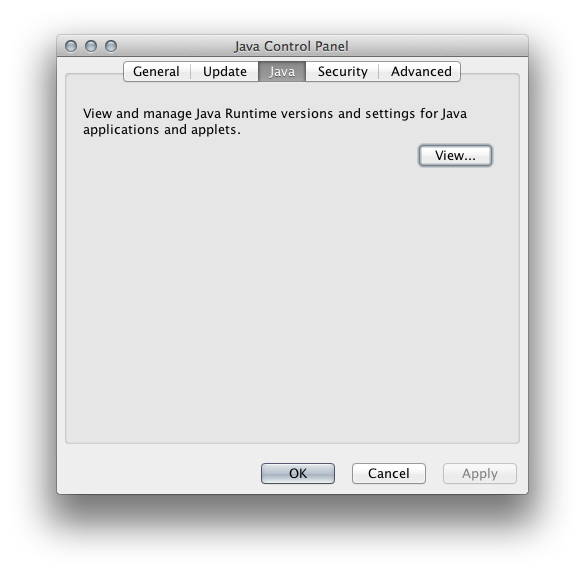 Java Control Panel
General Update Java Security Advanced
View and manage Java Runtime versions and settings for Java
applications and applets.
View...
OK Cancel Apply